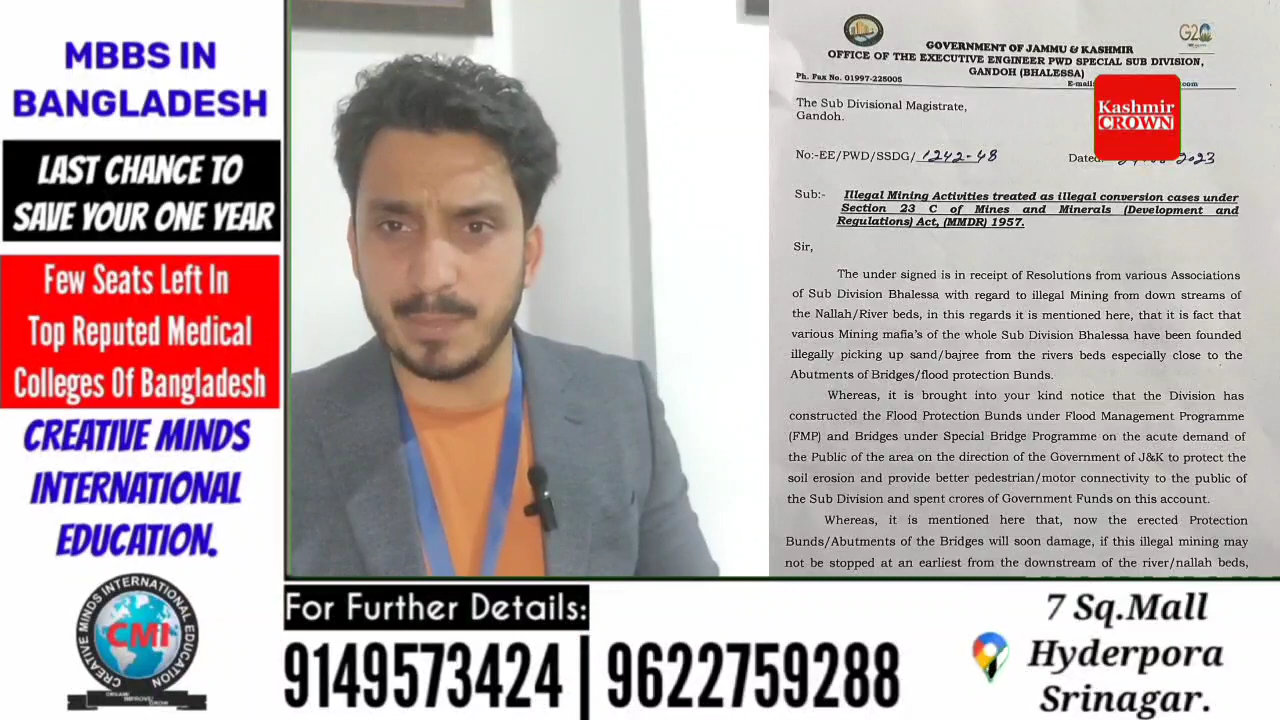 MBBS IN
BANGLADESH
LAST CHANCE TO
SAVE YOUR ONE YEAR
Few Seats Left In
Top Reputed Medical
Colleges Of Bangladesh
CREATIVE MINDS
INTERNATIONAL
EDUCATION.
CREATIVE MINDS INTERNATIONAL EDUCATION
CMI
G20
GOVERNMENT OF JAMMU & KASHMIR
OFFICE OF THE EXECUTIVE ENGINEER PWD SPECIAL SUB DIVISION,
GANDOH (BHALESSA)
Ph. Fax No. 01997-225005
Kashmir
CROWN
The Sub Divisional Magistrate,
Gandoh.
No:-EE/PWD/SSDG/ 1242-48 Dated 2023
Sub:- Illegal Mining Activities treated as illegal conversion cases under
Section 23 C of Mines and Minerals (Development and
Regulations) Act, (MMDR) 1957.
Sir,
The under signed is in receipt of Resolutions from various Associations
of Sub Division Bhalessa with regard to illegal Mining from down streams of
the Nallah/River beds, in this regards it is mentioned here, that it is fact that
various Mining mafia's of the whole Sub Division Bhalessa have been founded
illegally picking up sand/bajree from the rivers beds especially close to the
Abutments of Bridges/flood protection Bunds.
Whereas, it is brought into your kind notice that the Division has
constructed the Flood Protection Bunds under Flood Management Programme
(FMP) and Bridges under Special Bridge Programme on the acute demand of
the Public of the area on the direction of the Government of J&K to protect the
soil erosion and provide better pedestrian/motor connectivity to the public of
the Sub Division and spent crores of Government Funds on this account.
Whereas, it is mentioned here that, now the erected Protection
Bunds/Abutments of the Bridges will soon damage, if this illegal mining may
not be stopped at an earliest from the downstream of the river/nallah beds,
For Further Details:
9149573424 | 9622759288
7 Sq.Mall
Hyderpora
Srinagar.